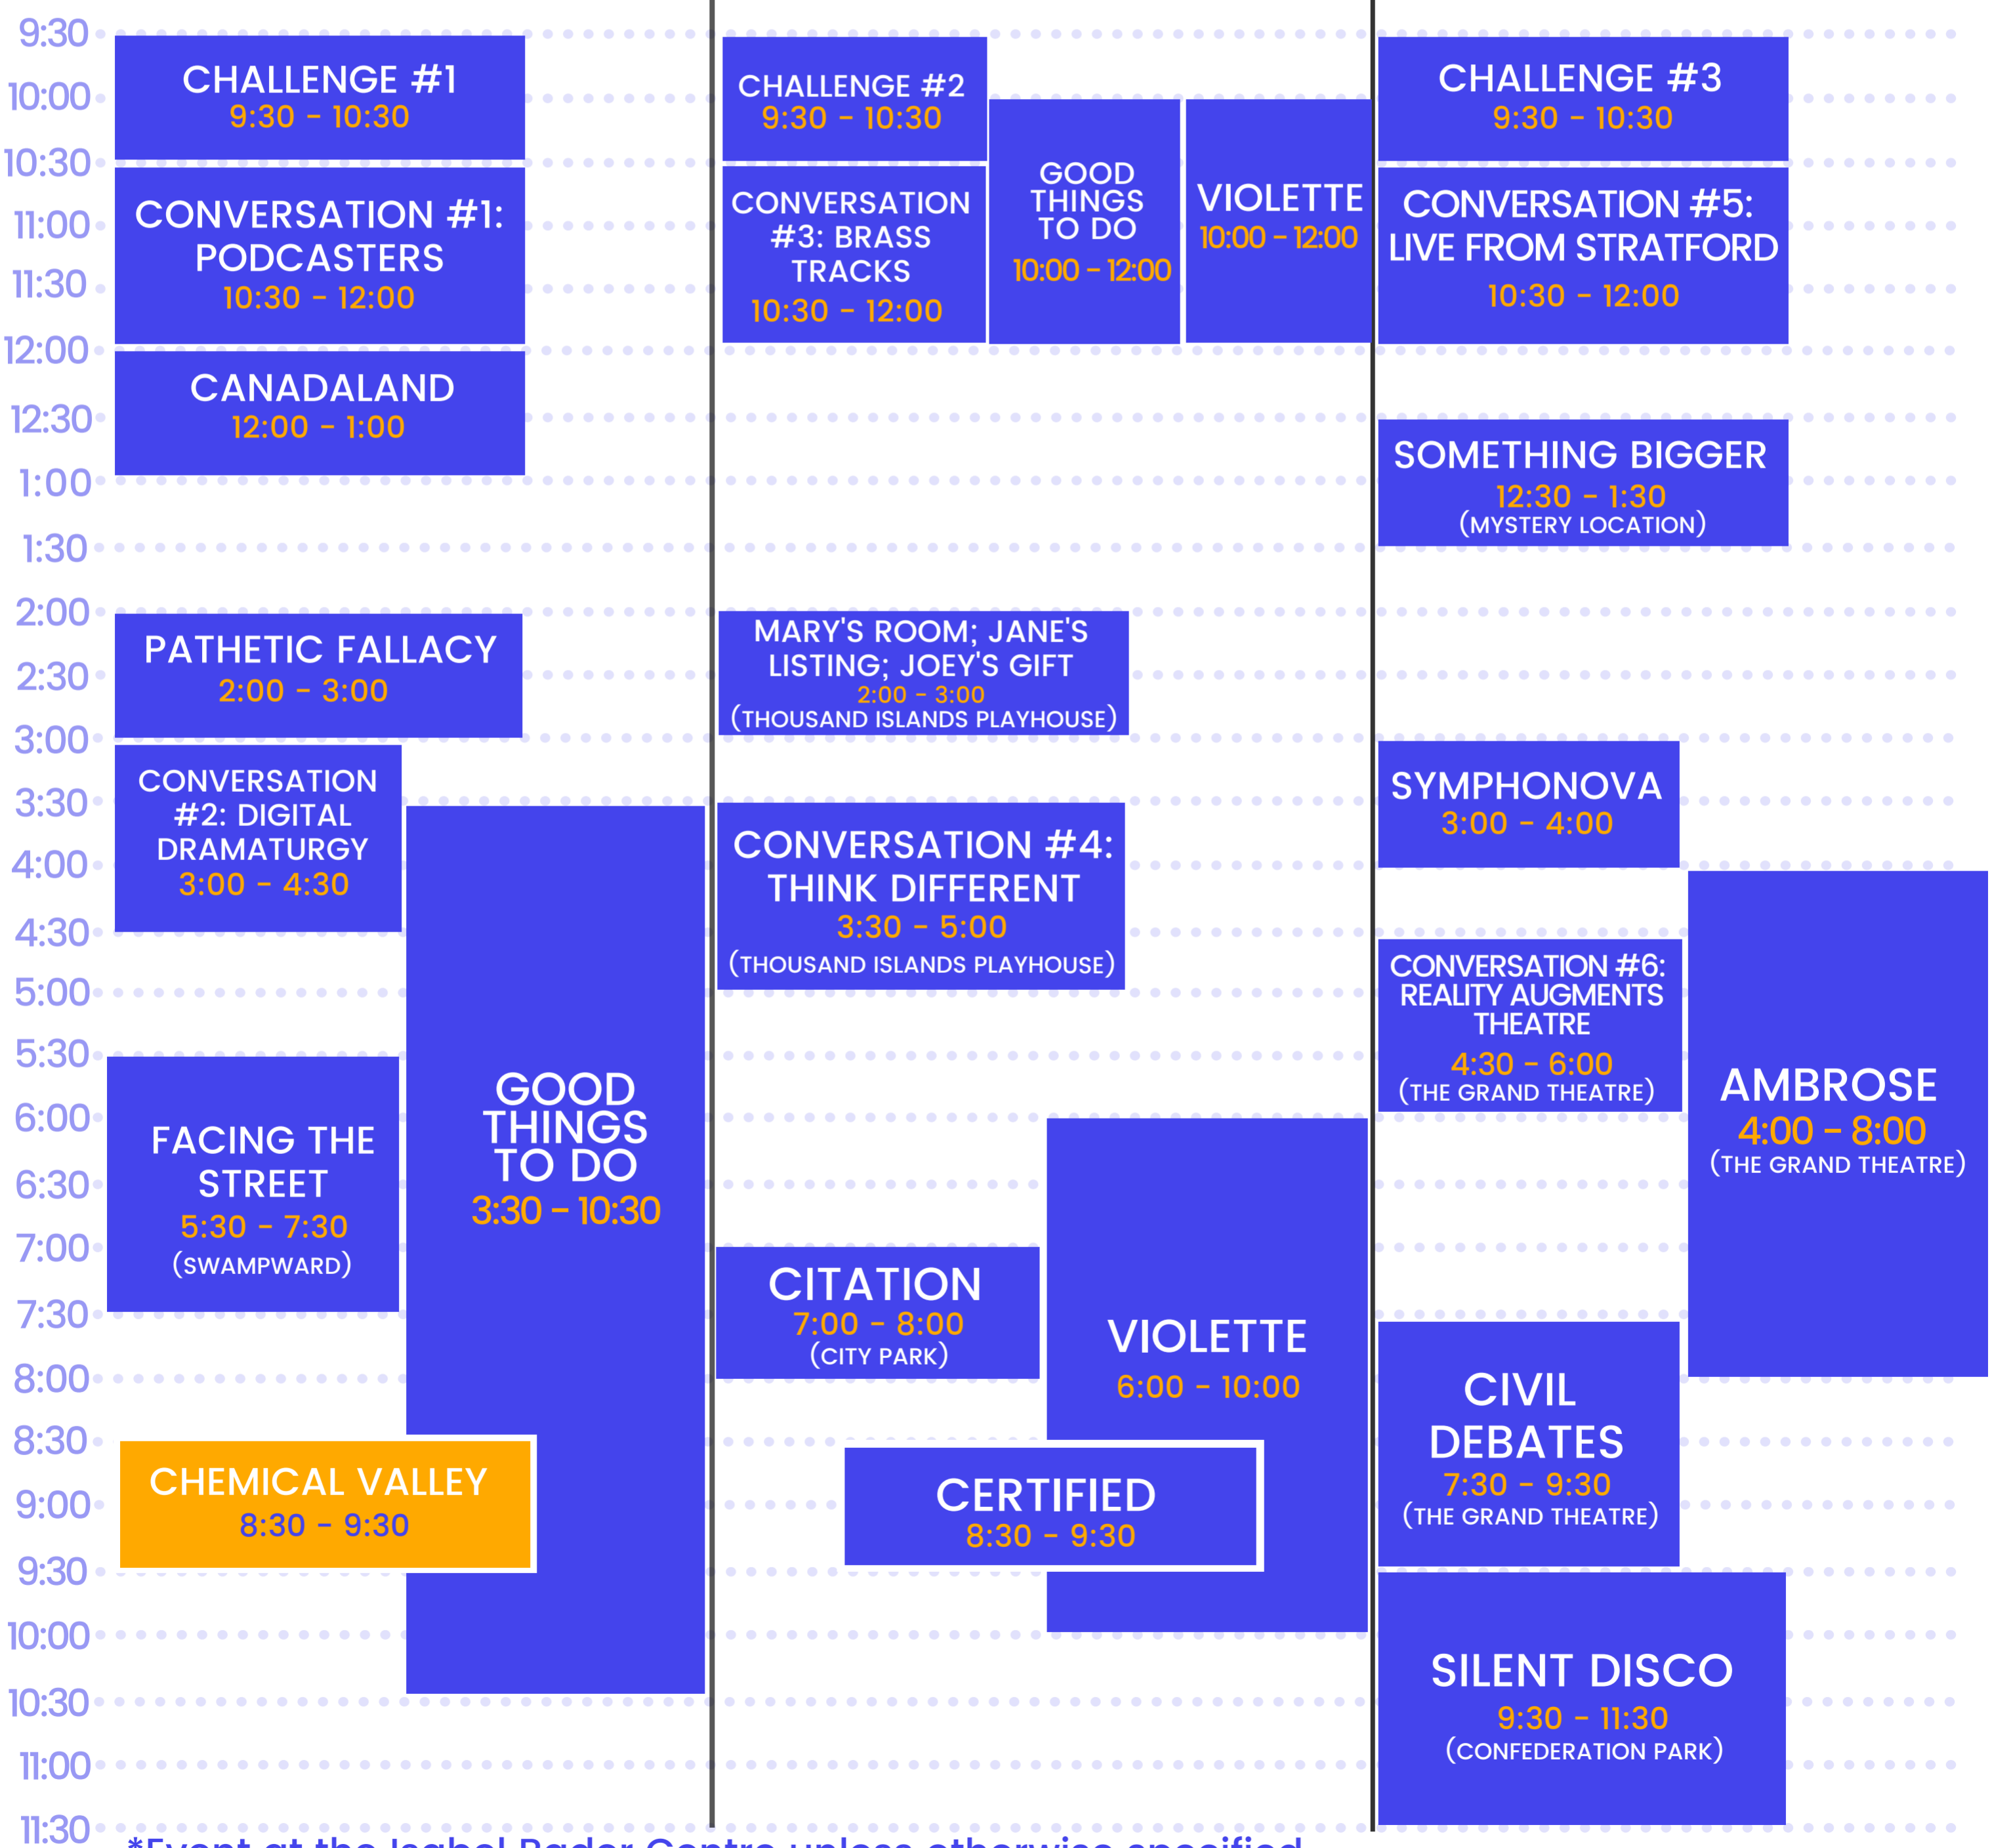 9:30
10:00
10:30
11:00
11:30
12:00
12:30
1:00
1:30
2:00
2:30
3:00
3:30
4:00
4:30
5:00
5:30
6:00
6:30
7:00
7:30
8:00
8:30
9:00
9:30
10:00
10:30
11:00
11:30
CHALLENGE #1
9:30 - 10:30
CONVERSATION #1:
PODCASTERS
10:30 - 12:00
CANADALAND
12:00 - 1:00
PATHETIC FALLACY
2:00 - 3:00
CONVERSATION
#2: DIGITAL
DRAMATURGY
3:00 - 4:30
GOOD
THINGS
TO DO
3:30 - 10:30
FACING THE
STREET
5:30 - 7:30
(SWAMPWARD)
CHEMICAL VALLEY
8:30 - 9:30
CHALLENGE #2
9:30 - 10:30
CONVERSATION
#3: BRASS
TRACKS
10:30 - 12:00
GOOD
THINGS
TO DO
10:00 - 12:00
VIOLETTE
10:00 - 12:00
MARY'S ROOM; JANE'S
LISTING; JOEY'S GIFT
2:00 - 3:00
(THOUSAND ISLANDS PLAYHOUSE)
CONVERSATION #4:
THINK DIFFERENT
3:30 - 5:00
(THOUSAND ISLANDS PLAYHOUSE)
CITATION
7:00 - 8:00
(CITY PARK)
VIOLETTE
6:00 - 10:00
CERTIFIED
8:30 - 9:30
CHALLENGE #3
9:30 - 10:30
CONVERSATION #5:
LIVE FROM STRATFORD
10:30 - 12:00
SOMETHING BIGGER
12:30 - 1:30
(MYSTERY LOCATION)
SYMPHONOVA
3:00 - 4:00
CONVERSATION #6:
REALITY AUGMENTS
THEATRE
4:30 - 6:00
(THE GRAND THEATRE)
AMBROSE
4:00 - 8:00
(THE GRAND THEATRE)
CIVIL
DEBATES
7:30 - 9:30
(THE GRAND THEATRE)
SILENT DISCO
9:30 - 11:30
(CONFEDERATION PARK)
*Event at the Isabel Bader Centre unless otherwise specified